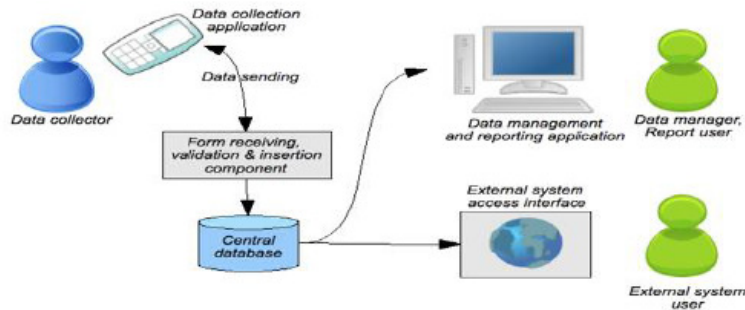 Data collection
application
Data sending
Data collector
Form receiving,
validation & insertion
component
Central
database
Data management
and reporting application
Data manager,
Report user
External system
access interface
External system
user